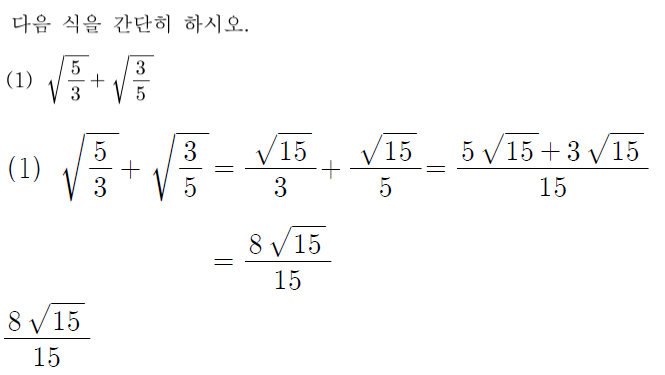 다음 식을 간단히 하시오.
(1) √(5/3) + √(3/5)
(1) √(5/3) + √(3/5) = √15/3 + √15/5 = (5√15 + 3√15)/15
= 8√15/15
8√15/15